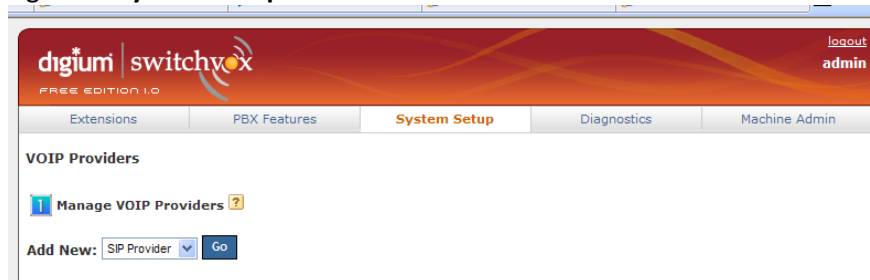 logout
digium | switchvox
admin
FREE EDITION 1.0
Extensions PBX Features System Setup Diagnostics Machine Admin
VOIP Providers
1 Manage VOIP Providers ?
Add New: SIP Provider Go